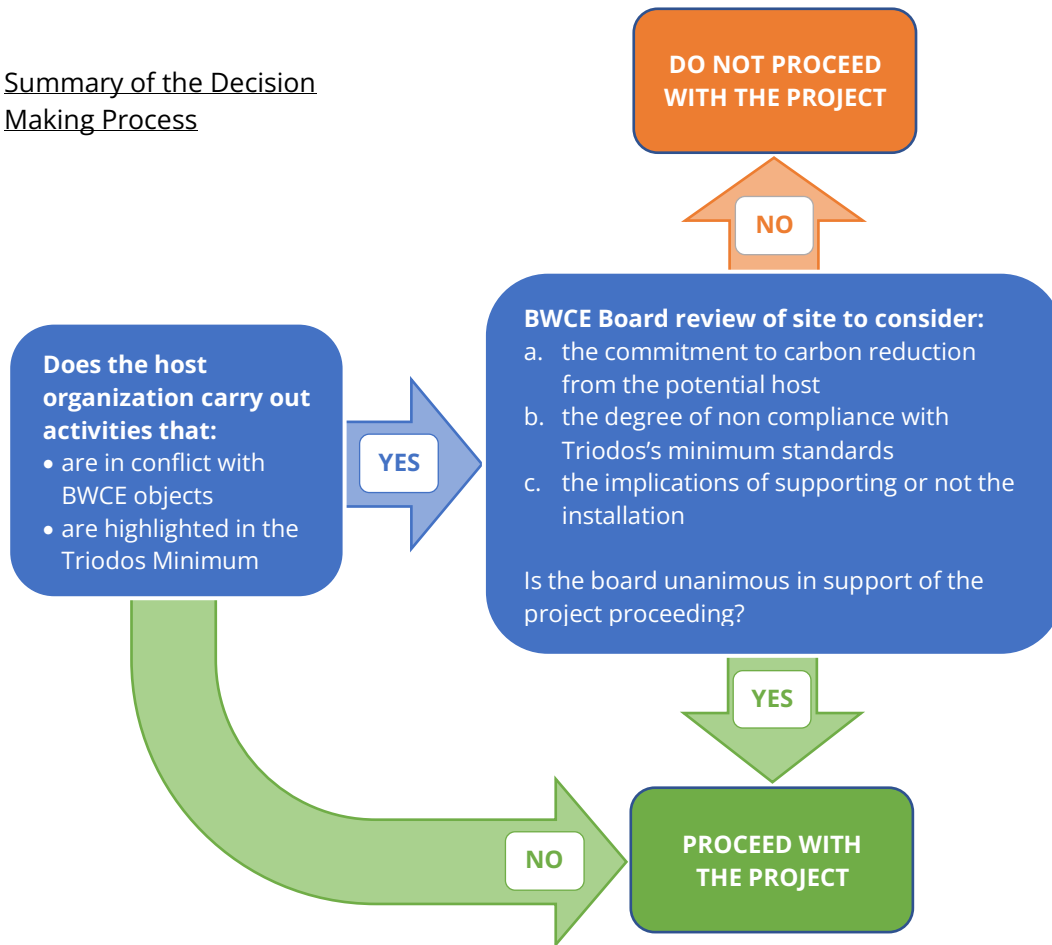 Summary of the Decision
Making Process
DO NOT PROCEED
WITH THE PROJECT
NO
Does the host
organization carry out
activities that:
• are in conflict with
BWCE objects
• are highlighted in the
Triodos Minimum
YES
BWCE Board review of site to consider:
a. the commitment to carbon reduction
from the potential host
b. the degree of non compliance with
Triodos’s minimum standards
c. the implications of supporting or not the
installation
Is the board unanimous in support of the
project proceeding?
YES
NO
PROCEED WITH
THE PROJECT